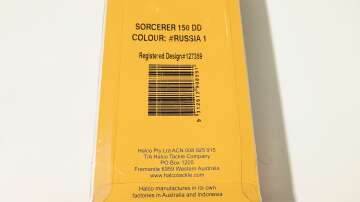 SORCERER 150 DD
COLOUR: #RUSSIA 1
Registered Design#127389
Halco Pty Ltd ACN 008 925 915
T/A Halco Tackle Company
PO BOX 1205
Fremantle 6959 Western Australia
www.halcotackle.com
Halco manufactures in its own
factories in Australia and Indonesia